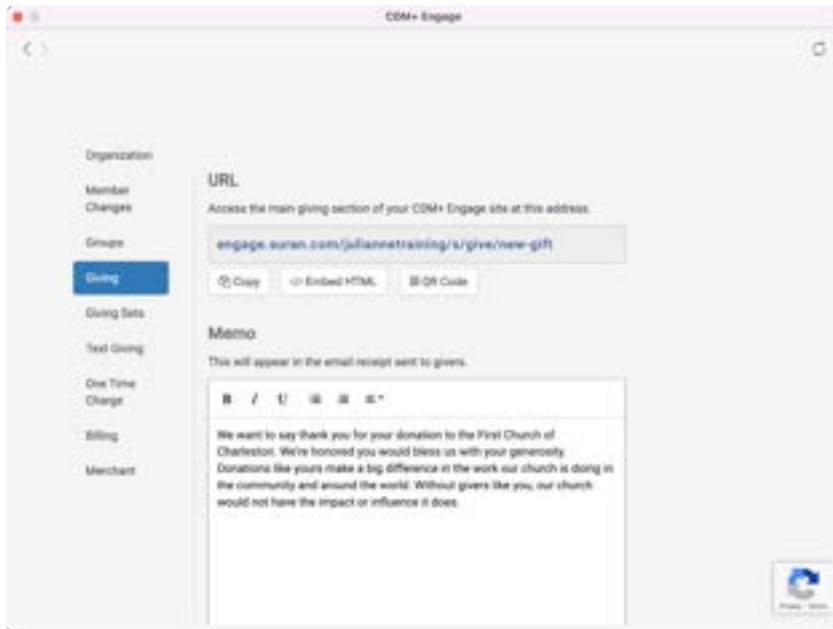 CDM+ Engage
Organization
Member
Changes
Groups
Giving
Giving Sets
Text Giving
One Time
Charge
Billing
Merchant
URL
Access the main giving section of your CDM+ Engage site at this address.
engage.suran.com/juliannetraining/s/give/new-gift
Copy
</> Embed HTML
QR Code
Memo
This will appear in the email receipt sent to givers.
B I U
We want to say thank you for your donation to the First Church of
Charleston. We're honored you would bless us with your generosity.
Donations like yours make a big difference in the work our church is doing in
the community and around the world. Without givers like you, our church
would not have the impact or influence it does.